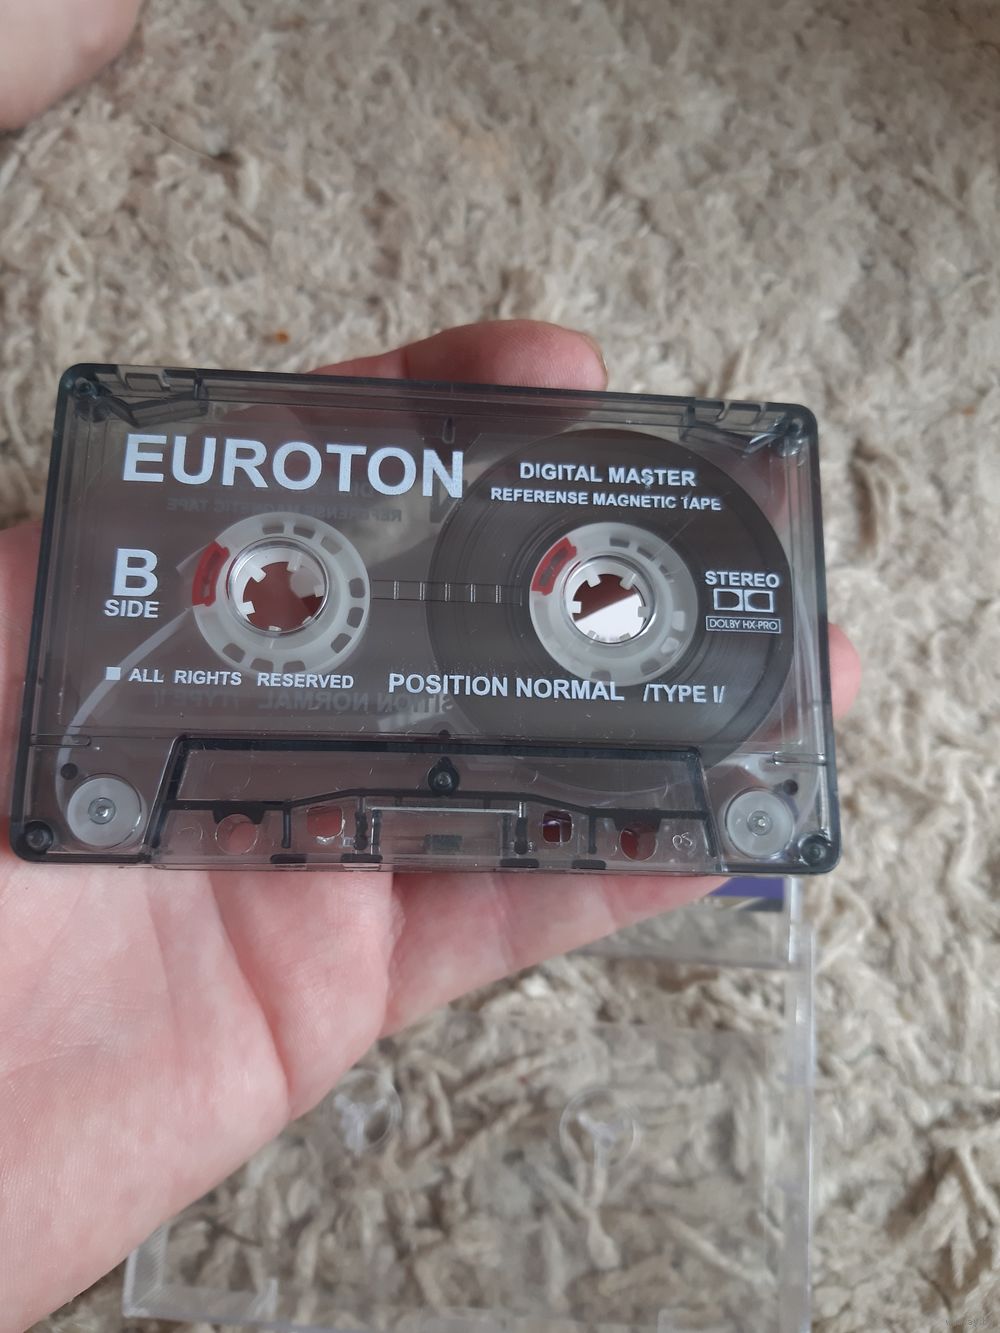 EUROTON
DIGITAL MASTER
REFERENSE MAGNETIC TAPE
B
SIDE
STEREO
DOLBY HX-PRO
ALL RIGHTS RESERVED
POSITION NORMAL /TYPE I/